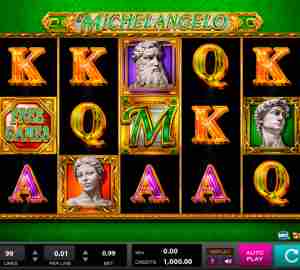 MICHELANGELO
K K Q K
FREE GAMES Q M Q
A A A
99 0.01 0.99 WIN 0.00 AUTO PLAY
LINES PER LINE BET CREDITS 1,000.00